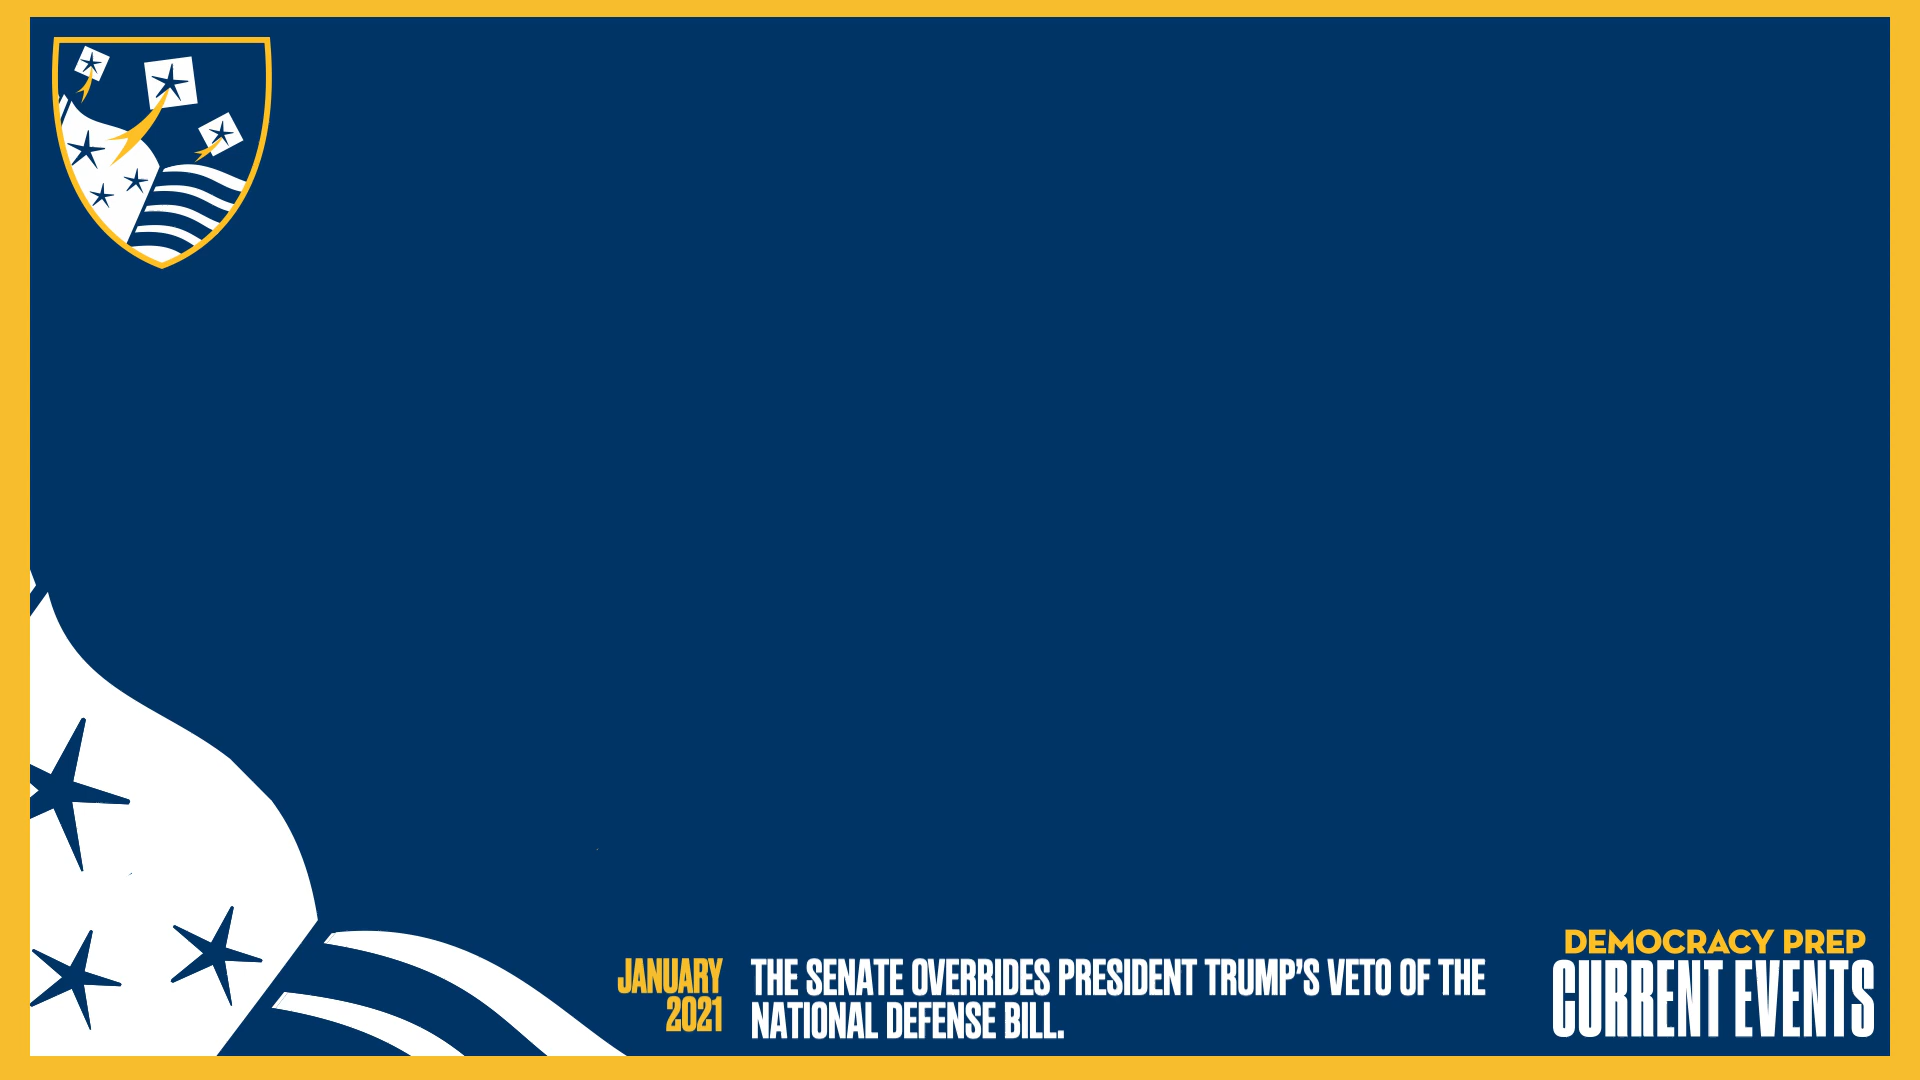 JANUARY
2021
THE SENATE OVERRIDES PRESIDENT TRUMP’S VETO OF THE
NATIONAL DEFENSE BILL.
DEMOCRACY PREP
CURRENT EVENTS